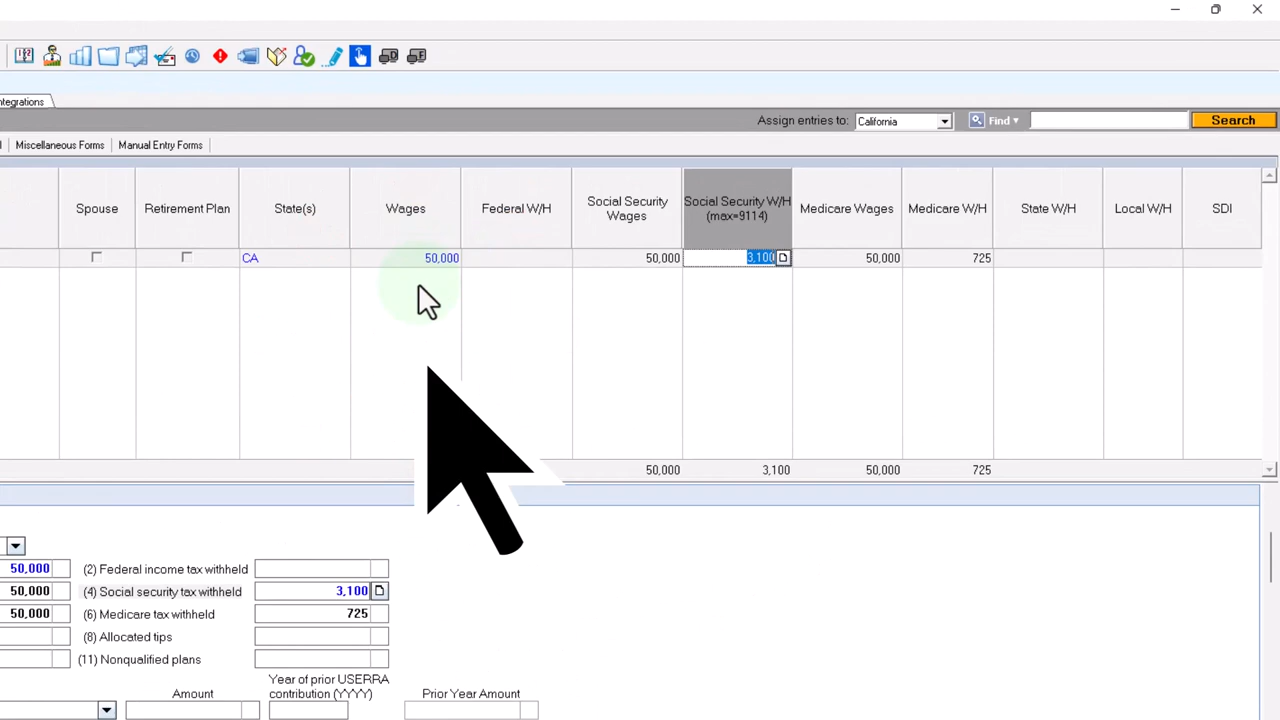 ntegrations
Assign entries to: California Find Search
Miscellaneous Forms Manual Entry Forms
Spouse Retirement Plan State(s) Wages Federal W/H Social Security Wages Social Security W/H (max=9114) Medicare Wages Medicare W/H State W/H Local W/H SDI
CA 50,000 50,000 3,100 50,000 725
50,000 3,100 50,000 725
50,000 (2) Federal income tax withheld
50,000 (4) Social security tax withheld 3,100
50,000 (6) Medicare tax withheld 725
(8) Allocated tips
(11) Nonqualified plans
Amount Year of prior USERRA contribution (YYYY) Prior Year Amount